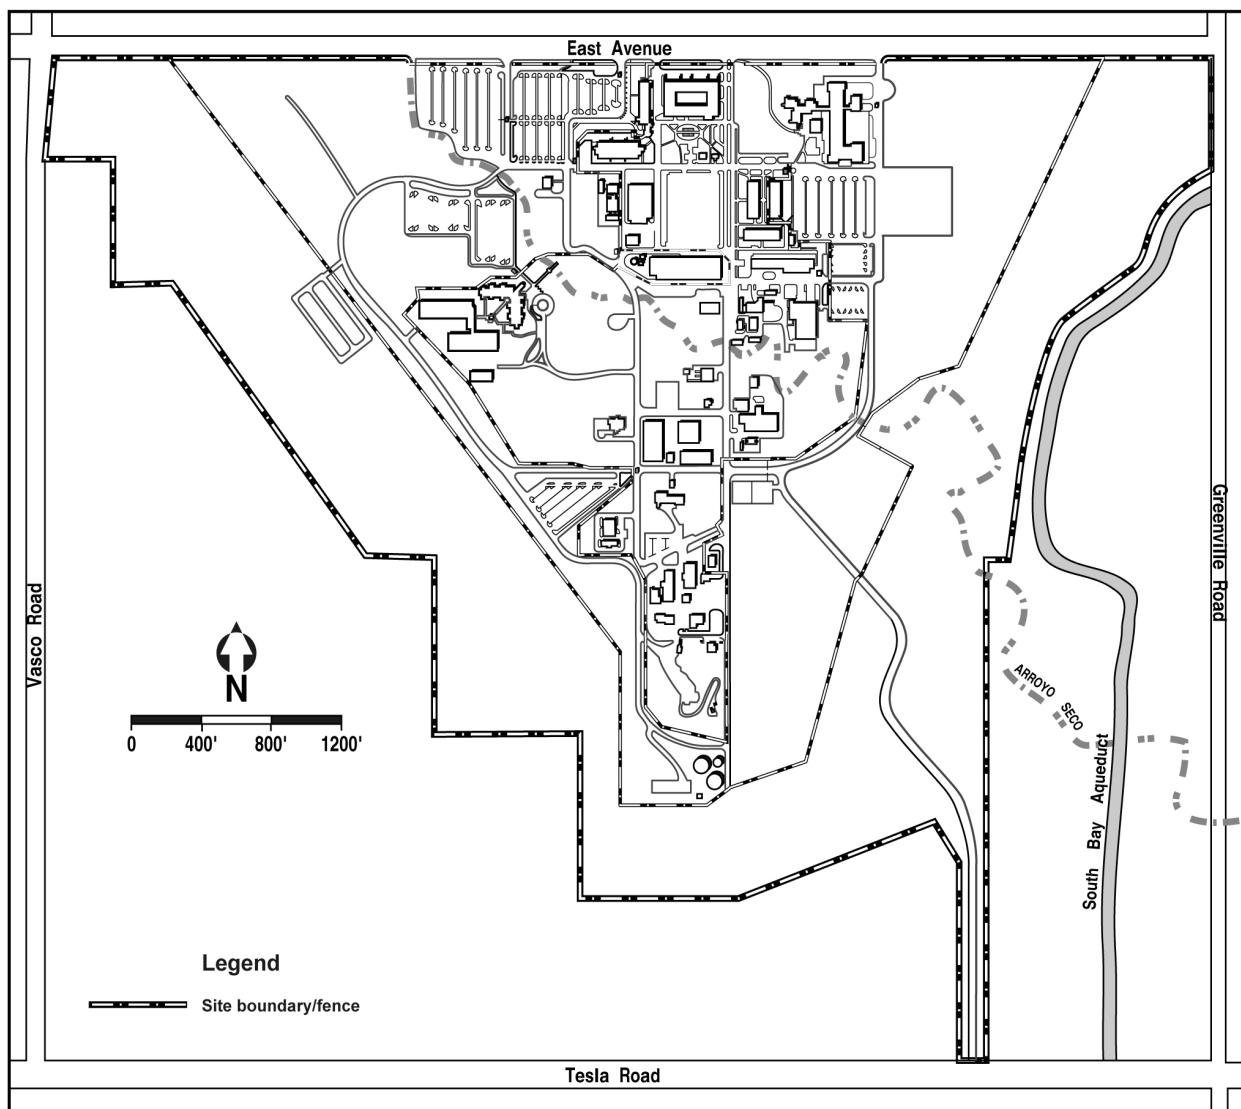 East Avenue
Greenville Road
Vasco Road
N
0 400' 800' 1200'
ARROYO SECO
South Bay Aqueduct
Legend
Site boundary/fence
Tesla Road